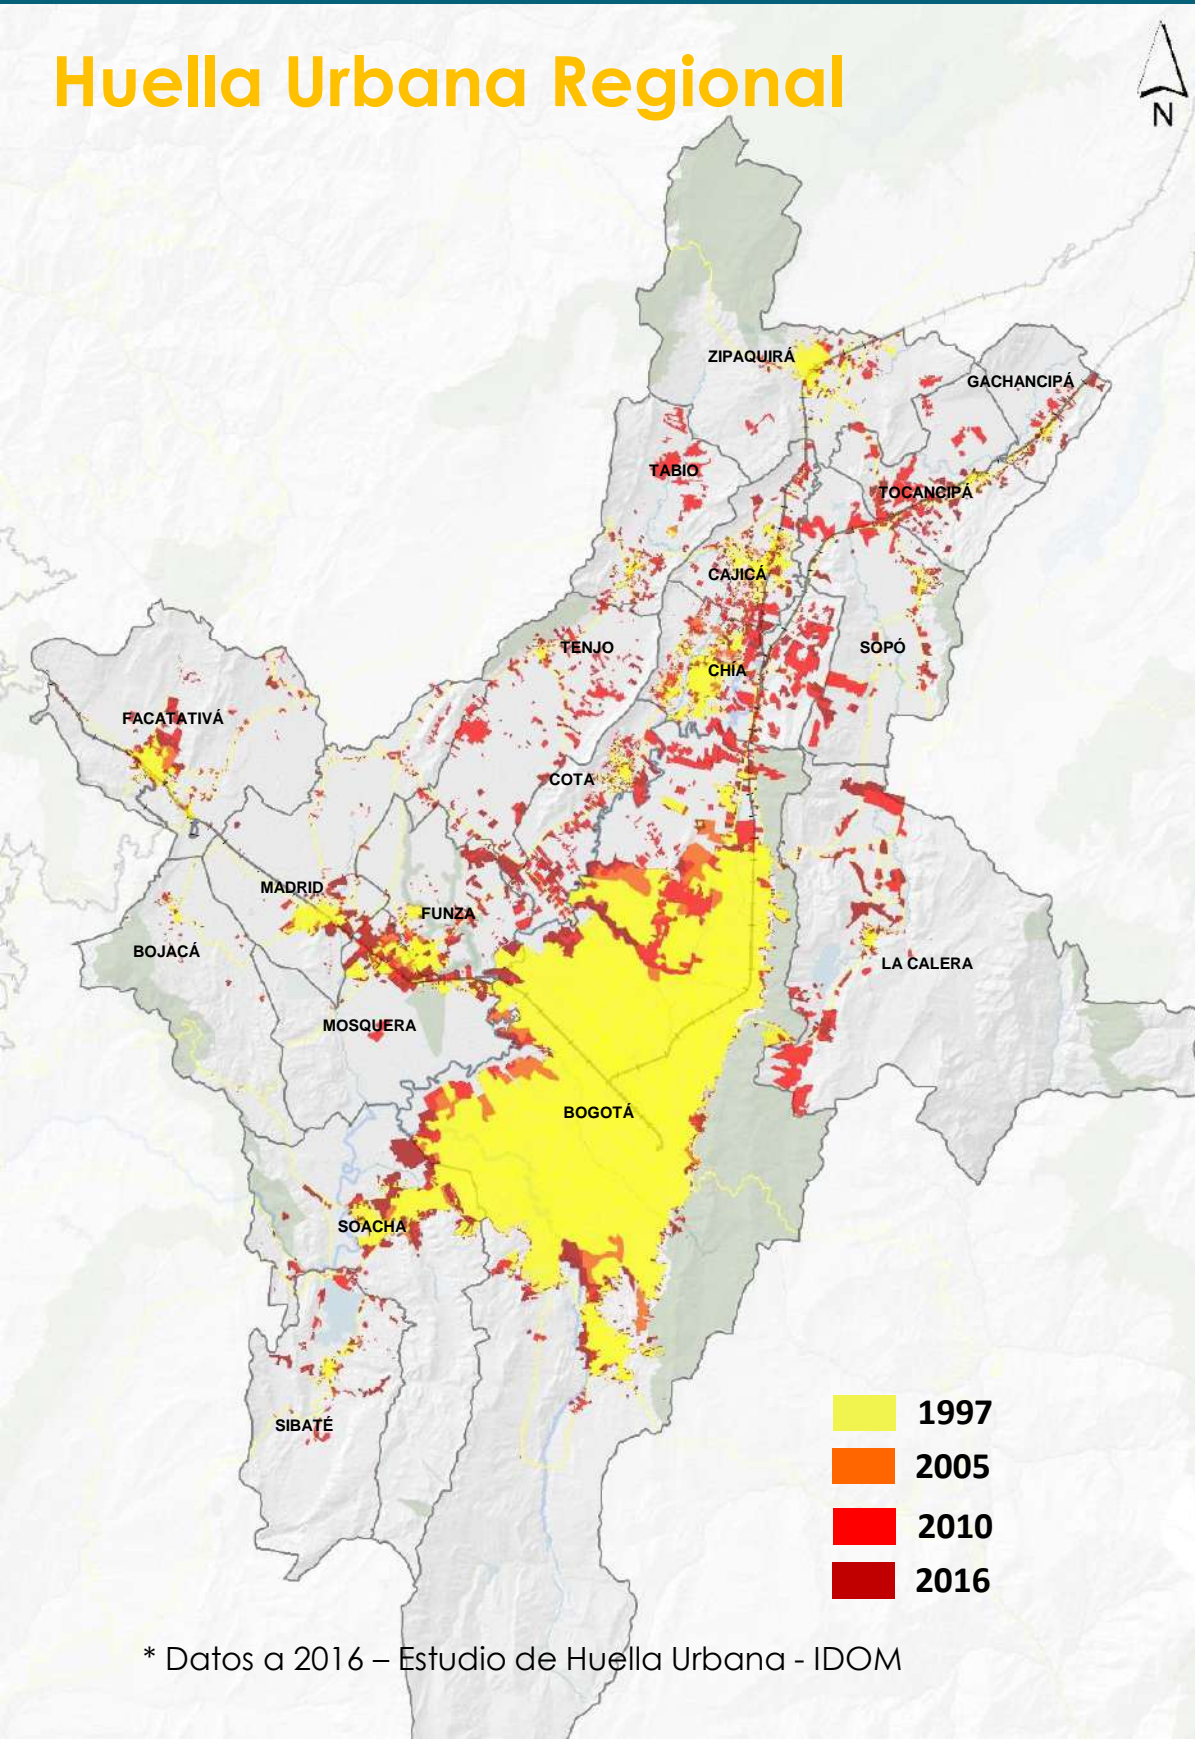 Huella Urbana Regional
N
ZIPAQUIRÁ
GACHANCIPÁ
TABIO
TOCANCIPÁ
CAJICÁ
TENJO
SOPÓ
CHÍA
FACATATIVÁ
COTA
MADRID
FUNZA
BOJACÁ
LA CALERA
MOSQUERA
BOGOTÁ
SOACHA
SIBATÉ
1997
2005
2010
2016
* Datos a 2016 – Estudio de Huella Urbana - IDOM